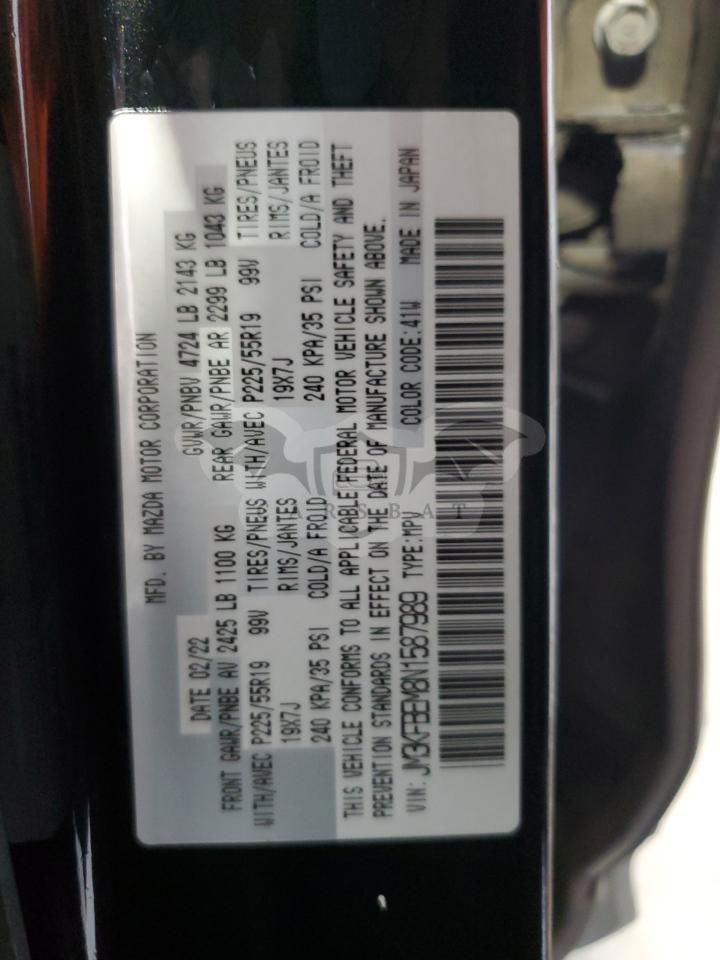 MFD. BY MAZDA MOTOR CORPORATION
DATE 02/22 GVWR/PNBV 4724 LB 2143 KG
FRONT GAWR/PNBE AV 2425 LB 1100 KG REAR GAWR/PNBE AR 2299 LB 1043 KG
WITH/AVEC P225/55R19 99V TIRES/PNEUS WITH/AVEC P225/55R19 99V TIRES/PNEUS
19X7J RIMS/JANTES 19X7J RIMS/JANTES
240 KPA/35 PSI COLD/A FROID 240 KPA/35 PSI COLD/A FROID
THIS VEHICLE CONFORMS TO ALL APPLICABLE FEDERAL MOTOR VEHICLE SAFETY AND THEFT
PREVENTION STANDARDS IN EFFECT ON THE DATE OF MANUFACTURE SHOWN ABOVE.
VIN: JM3KFBEM8N1587989 TYPE:MPV COLOR CODE:41W MADE IN JAPAN
CARSBAT